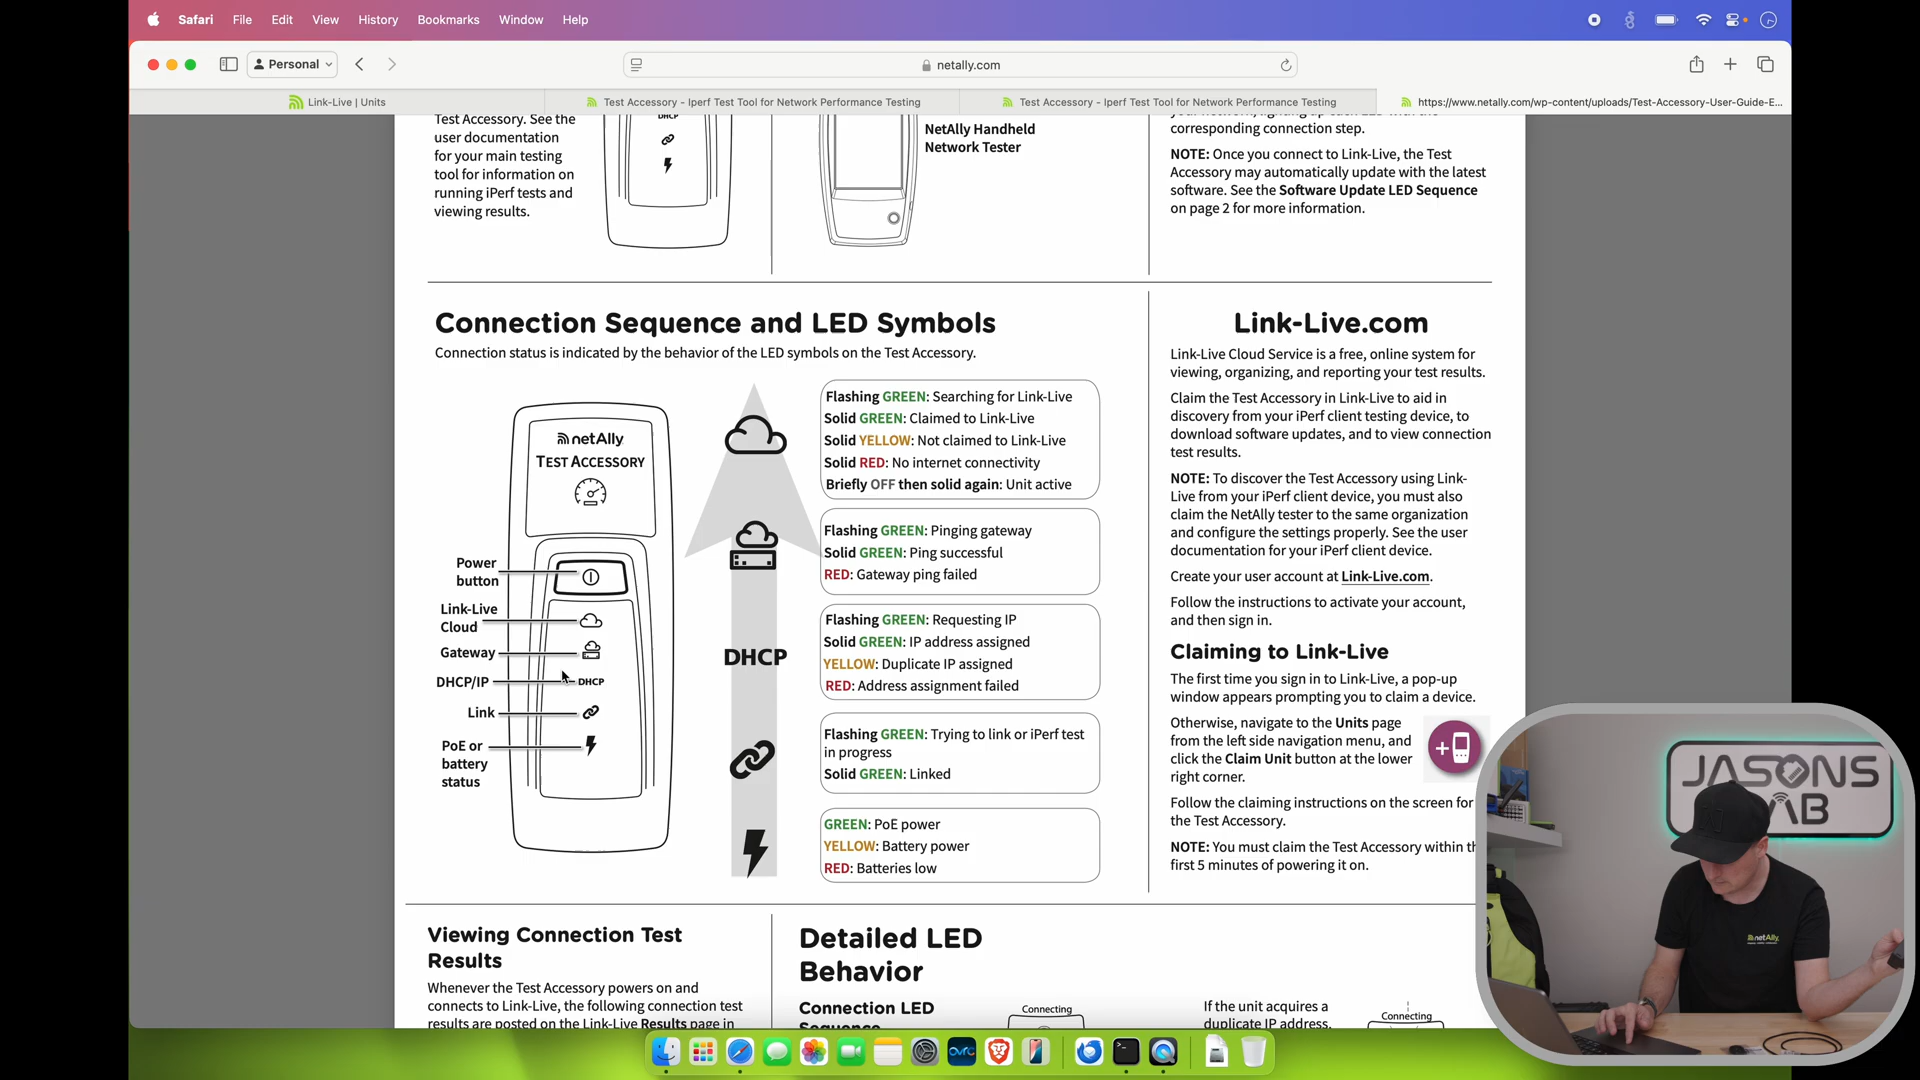 Safari File Edit View History Bookmarks Window Help
Personal
netally.com
Link-Live | Units
Test Accessory - Iperf Test Tool for Network Performance Testing
Test Accessory - Iperf Test Tool for Network Performance Testing
https://www.netally.com/wp-content/uploads/Test-Accessory-User-Guide-E...
Test Accessory. See the
user documentation
for your main testing
tool for information on
running iPerf tests and
viewing results.
DHCP
NetAlly Handheld
Network Tester
corresponding connection step.
NOTE: Once you connect to Link-Live, the Test
Accessory may automatically update with the latest
software. See the Software Update LED Sequence
on page 2 for more information.
Connection Sequence and LED Symbols
Connection status is indicated by the behavior of the LED symbols on the Test Accessory.
netAlly
TEST ACCESSORY
Power
button
Link-Live
Cloud
Gateway
DHCP/IP
DHCP
Link
PoE or
battery
status
Flashing GREEN: Searching for Link-Live
Solid GREEN: Claimed to Link-Live
Solid YELLOW: Not claimed to Link-Live
Solid RED: No internet connectivity
Briefly OFF then solid again: Unit active
Flashing GREEN: Pinging gateway
Solid GREEN: Ping successful
RED: Gateway ping failed
DHCP
Flashing GREEN: Requesting IP
Solid GREEN: IP address assigned
YELLOW: Duplicate IP assigned
RED: Address assignment failed
Flashing GREEN: Trying to link or iPerf test
in progress
Solid GREEN: Linked
GREEN: PoE power
YELLOW: Battery power
RED: Batteries low
Link-Live.com
Link-Live Cloud Service is a free, online system for
viewing, organizing, and reporting your test results.
Claim the Test Accessory in Link-Live to aid in
discovery from your iPerf client testing device, to
download software updates, and to view connection
test results.
NOTE: To discover the Test Accessory using Link-
Live from your iPerf client device, you must also
claim the NetAlly tester to the same organization
and configure the settings properly. See the user
documentation for your iPerf client device.
Create your user account at Link-Live.com.
Follow the instructions to activate your account,
and then sign in.
Claiming to Link-Live
The first time you sign in to Link-Live, a pop-up
window appears prompting you to claim a device.
Otherwise, navigate to the Units page
from the left side navigation menu, and
click the Claim Unit button at the lower
right corner.
Follow the claiming instructions on the screen for
the Test Accessory.
NOTE: You must claim the Test Accessory within
first 5 minutes of powering it on.
Viewing Connection Test
Results
Whenever the Test Accessory powers on and
connects to Link-Live, the following connection test
results are posted on the Link-Live Results page in
Detailed LED
Behavior
Connection LED
Sequence
Connecting
If the unit acquires a
duplicate IP address,
Connecting
JASONS
LAB
netAlly
ovrc